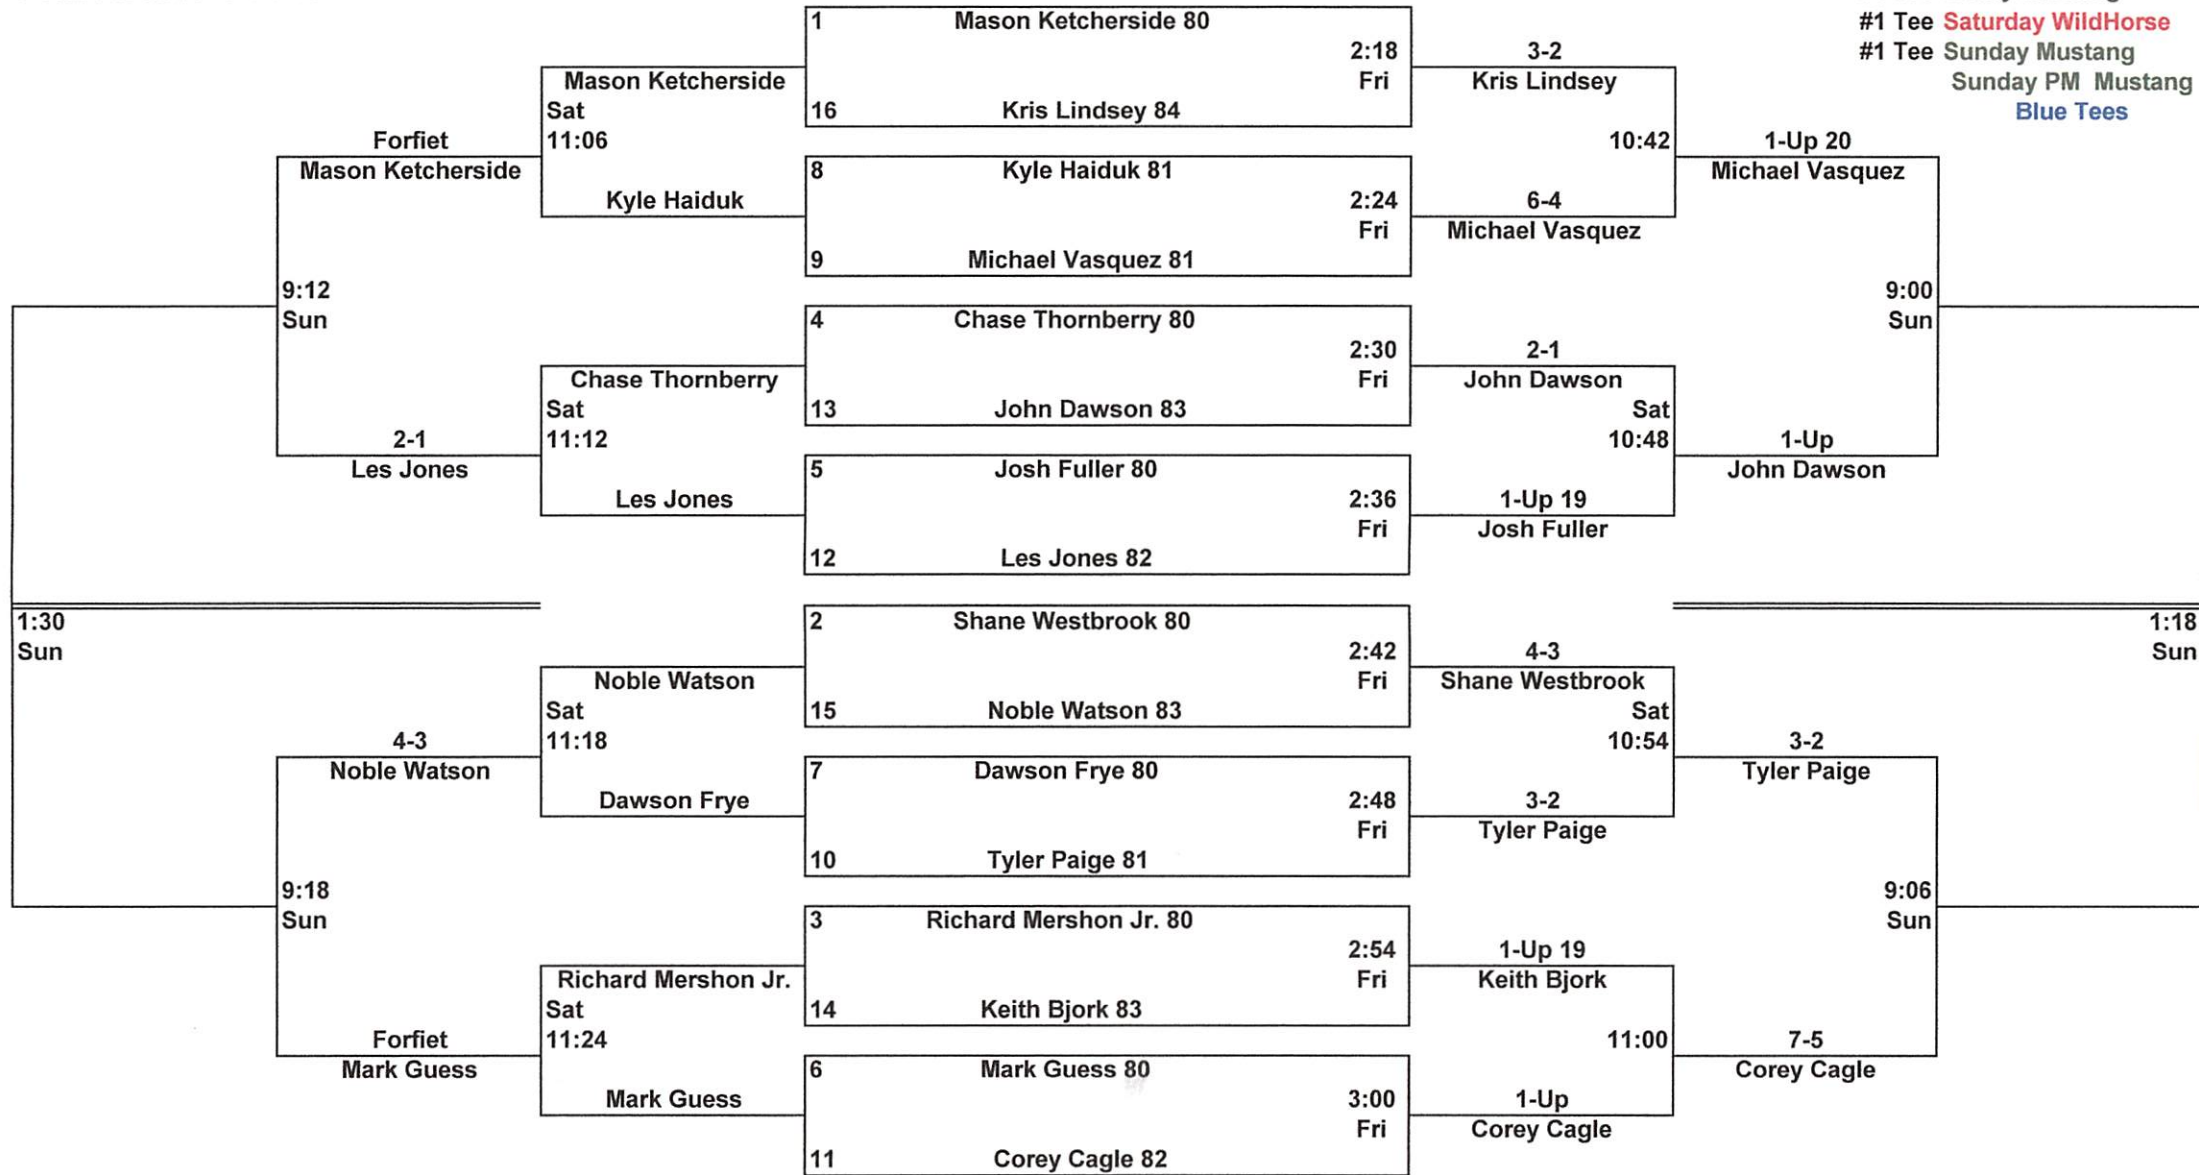 #1 Tee Saturday WildHorse
#1 Tee Sunday Mustang
Sunday PM Mustang
Blue Tees
1 Mason Ketcherside 80
2:18
Fri
16 Kris Lindsey 84
8 Kyle Haiduk 81
2:24
Fri
9 Michael Vasquez 81
4 Chase Thornberry 80
2:30
Fri
13 John Dawson 83
5 Josh Fuller 80
2:36
Fri
12 Les Jones 82
2 Shane Westbrook 80
2:42
Fri
15 Noble Watson 83
7 Dawson Frye 80
2:48
Fri
10 Tyler Paige 81
3 Richard Mershon Jr. 80
2:54
Fri
14 Keith Bjork 83
6 Mark Guess 80
3:00
Fri
11 Corey Cagle 82
Mason Ketcherside
Sat
11:06
Kyle Haiduk
Chase Thornberry
Sat
11:12
Les Jones
Noble Watson
Sat
11:18
Dawson Frye
Richard Mershon Jr.
Sat
11:24
Mark Guess
Forfiet
Mason Ketcherside
9:12
Sun
2-1
Les Jones
4-3
Noble Watson
9:18
Sun
Forfiet
Mark Guess
1:30
Sun
3-2
Kris Lindsey
10:42
6-4
Michael Vasquez
2-1
John Dawson
Sat
10:48
1-Up 19
Josh Fuller
4-3
Shane Westbrook
Sat
10:54
3-2
Tyler Paige
1-Up 19
Keith Bjork
11:00
1-Up
Corey Cagle
1-Up 20
Michael Vasquez
9:00
Sun
1-Up
John Dawson
3-2
Tyler Paige
9:06
Sun
7-5
Corey Cagle
1:18
Sun